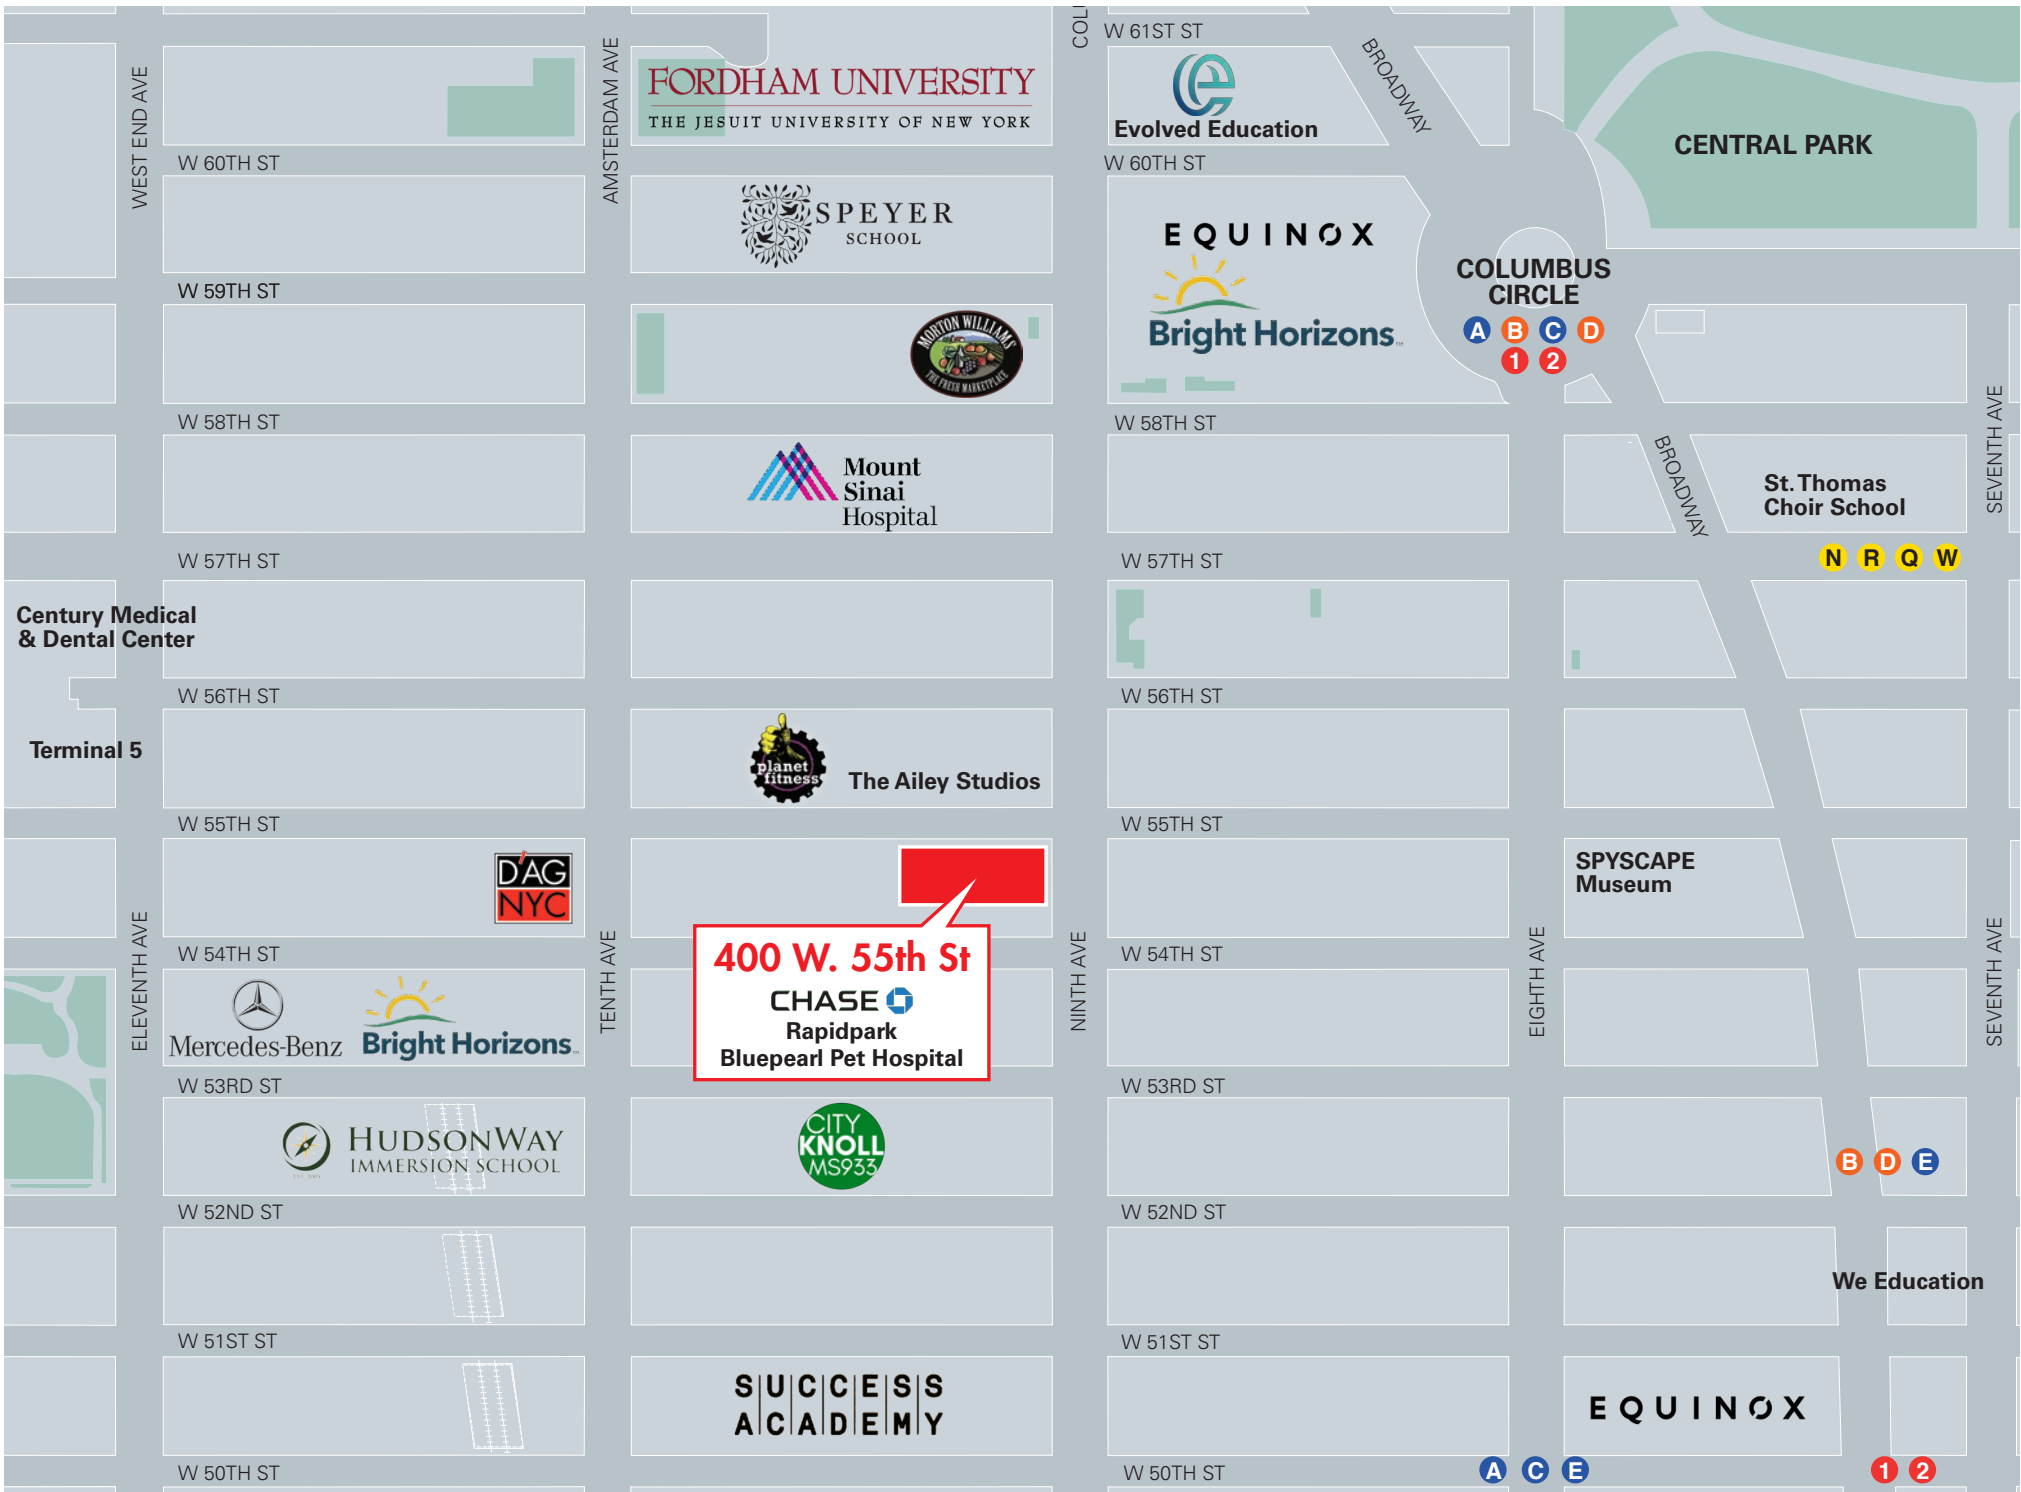 COLU
W 61ST ST
BROADWAY
WEST END AVE
AMSTERDAM AVE
FORDHAM UNIVERSITY
THE JESUIT UNIVERSITY OF NEW YORK
Evolved Education
CENTRAL PARK
W 60TH ST
W 60TH ST
SPEYER
SCHOOL
EQUINOX
Bright Horizons
COLUMBUS
CIRCLE
A B C D
1 2
W 59TH ST
MORTON WILLIAMS
THE FRESH MARKETPLACE
W 58TH ST
W 58TH ST
SEVENTH AVE
BROADWAY
Mount
Sinai
Hospital
St. Thomas
Choir School
W 57TH ST
W 57TH ST
N R Q W
Century Medical
& Dental Center
W 56TH ST
W 56TH ST
Terminal 5
planet
fitness
The Ailey Studios
W 55TH ST
W 55TH ST
D'AG
NYC
SPYSCAPE
Museum
ELEVENTH AVE
TENTH AVE
NINTH AVE
EIGHTH AVE
SEVENTH AVE
W 54TH ST
400 W. 55th St
CHASE
Rapidpark
Bluepearl Pet Hospital
W 54TH ST
Mercedes-Benz
Bright Horizons
W 53RD ST
W 53RD ST
HUDSONWAY
IMMERSION SCHOOL
CITY
KNOLL
MS933
B D E
W 52ND ST
W 52ND ST
We Education
W 51ST ST
W 51ST ST
SUCCESS
ACADEMY
EQUINOX
W 50TH ST
W 50TH ST
A C E
1 2